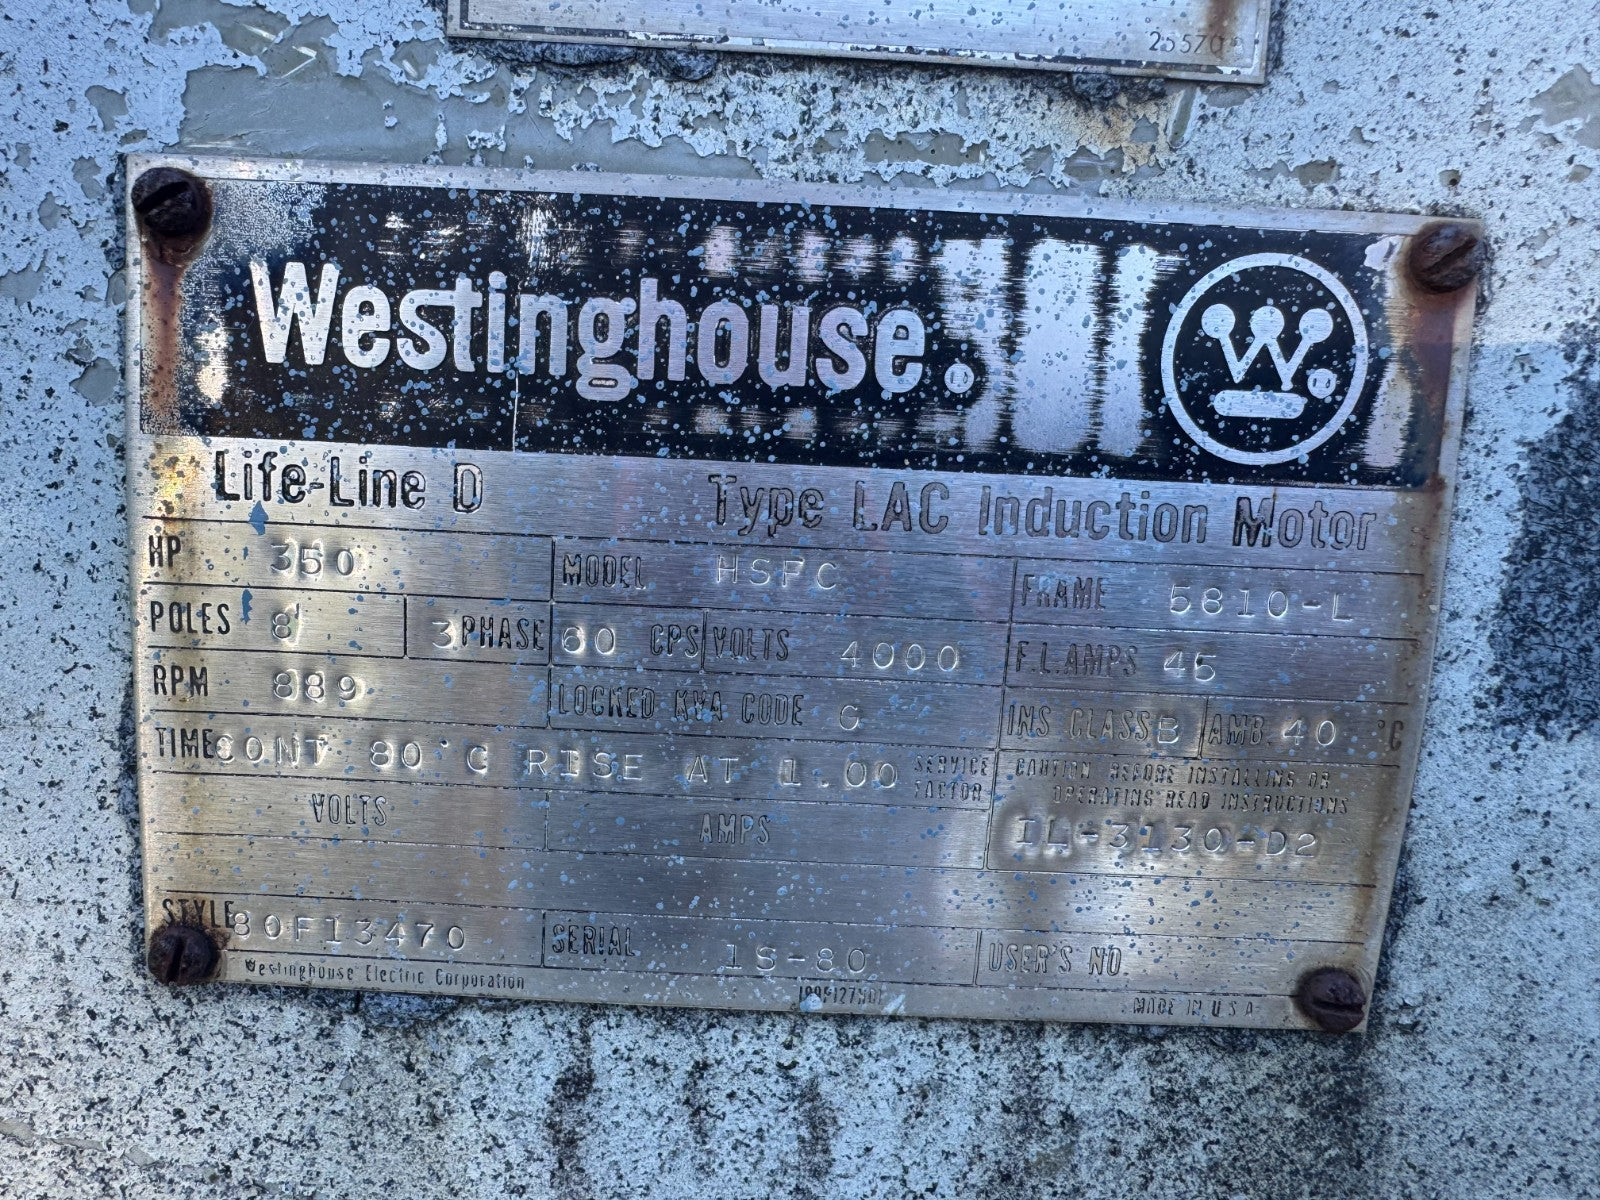 Westinghouse
W
Life-Line D Type LAC Induction Motor
HP 350 MODEL HSFC FRAME 5810-L
POLES 8 3 PHASE 60 CPS VOLTS 4000 F.L. AMPS 45
RPM 889 LOCKED KVA CODE G INS CLASS B AMB. 40 °C
TIME CONT 80°C RISE AT 1.00 SERVICE FACTOR
CAUTION BEFORE INSTALLING OR
OPERATING READ INSTRUCTIONS
IL-3130-D2
VOLTS AMPS
STYLE 80F13470 SERIAL 1S-80 USER'S NO.
Westinghouse Electric Corporation MADE IN U.S.A.